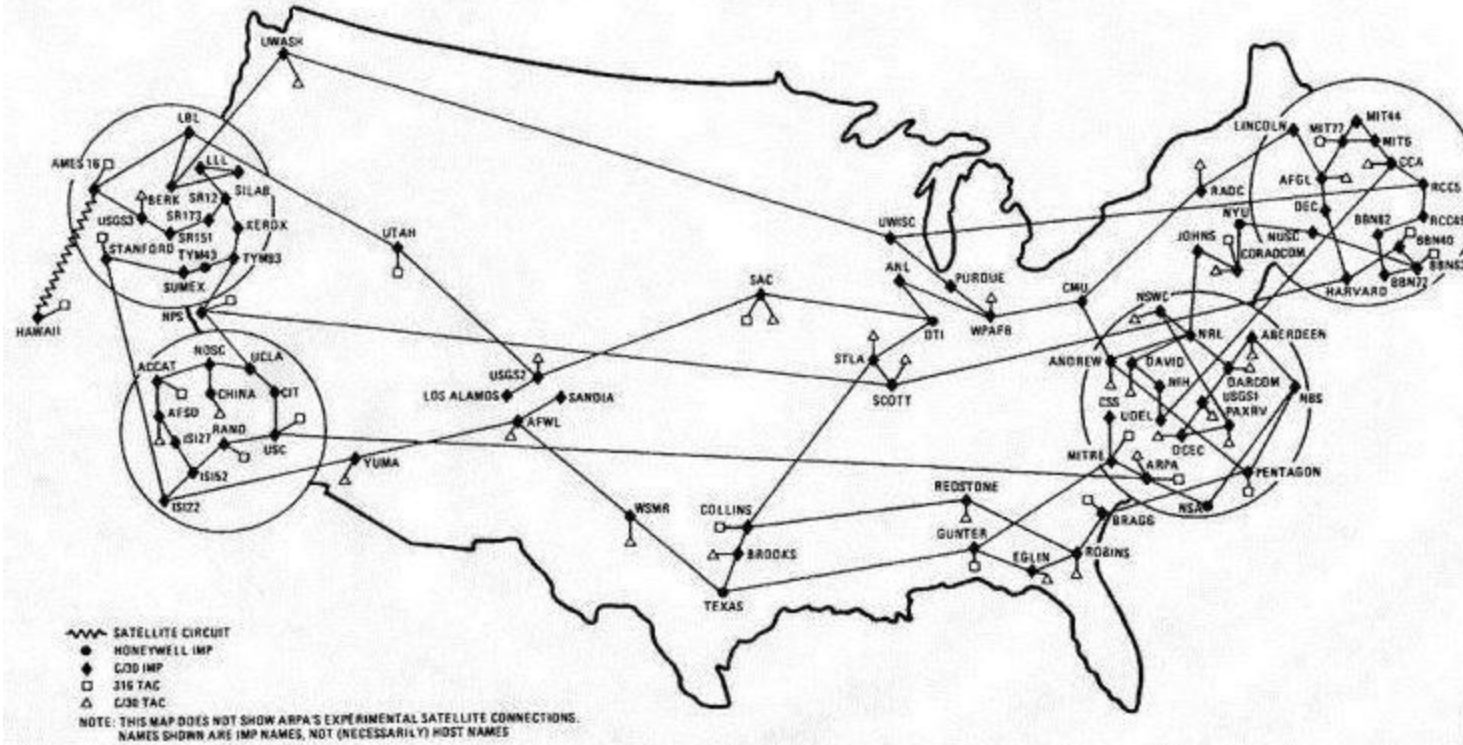 UWASH
LBL
LLL
AMES 16
SILAB
BERK
SR12
USGS3
SR173
XEROX
SR151
STANFORD
TYM43
TYM93
SUMEX
NPS
HAWAII
UTAH
NOSC
UCLA
ACCAT
CHINA
CIT
AFSD
RAND
ISI27
USC
ISI52
ISI22
YUMA
USGS2
LOS ALAMOS
SANDIA
AFWL
WSMR
SAC
STLA
SCOTT
UWISC
ANL
PURDUE
DTI
WPAFB
CMU
COLLINS
BROOKS
TEXAS
REDSTONE
GUNTER
EGLIN
ROBINS
BRAGG
LINCOLN
MIT77
MIT44
MIT6
CCA
AFGL
RADC
RCC5
DEC
NYU
BBN82
RCC49
NUSC
BBN40
JOHNS
CORADCOM
BBN63
HARVARD
BBN72
NSWC
NRL
ABERDEEN
ANDREW
DAVID
NIH
DARCOM
USGS1
NBS
CSS
UDEL
PAXRV
DCEC
MITRE
ARPA
PENTAGON
NSA
SATELLITE CIRCUIT
HONEYWELL IMP
C/30 IMP
316 TAC
C/30 TAC
NOTE: THIS MAP DOES NOT SHOW ARPA'S EXPERIMENTAL SATELLITE CONNECTIONS.
NAMES SHOWN ARE IMP NAMES, NOT (NECESSARILY) HOST NAMES